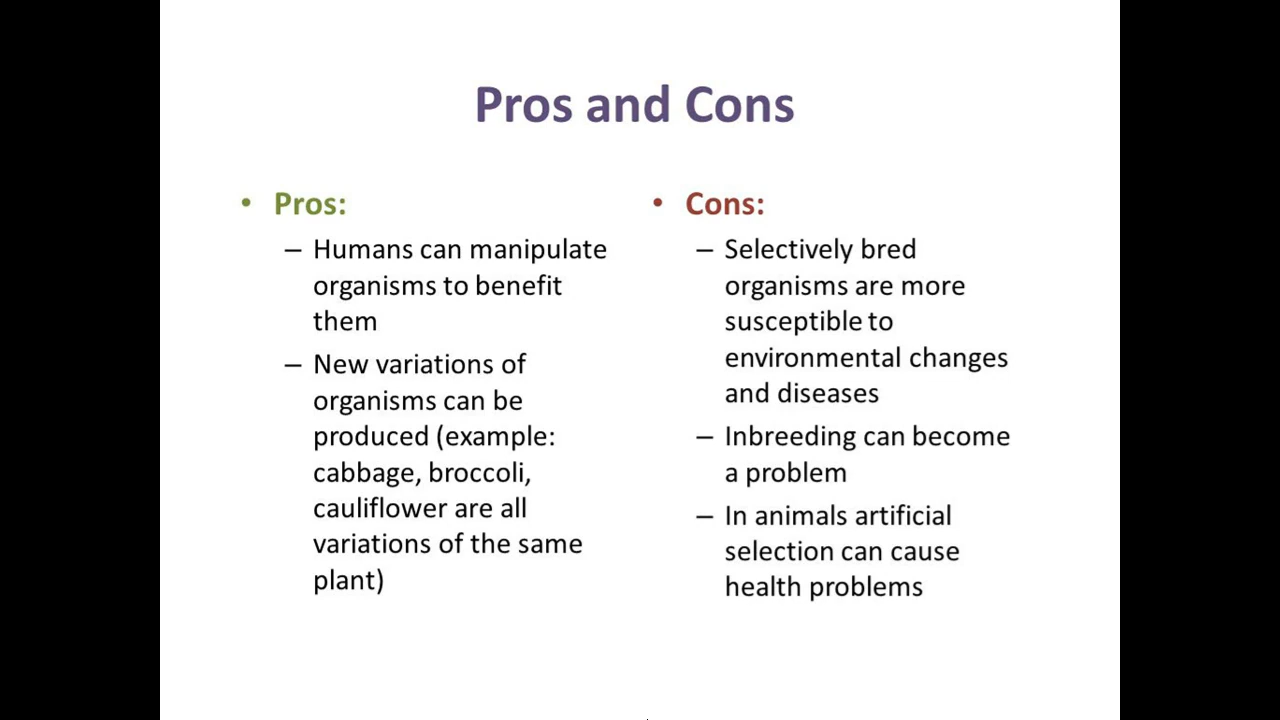 Pros and Cons
• Pros:
– Humans can manipulate
organisms to benefit
them
– New variations of
organisms can be
produced (example:
cabbage, broccoli,
cauliflower are all
variations of the same
plant)
• Cons:
– Selectively bred
organisms are more
susceptible to
environmental changes
and diseases
– Inbreeding can become
a problem
– In animals artificial
selection can cause
health problems